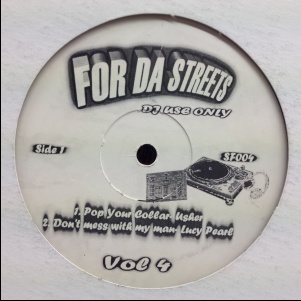 FOR DA STREETS
DJ USE ONLY
Side 1
SF004
1. Pop Your Collar- Usher
2. Don't mess with my man- Lucy Pearl
Vol 4